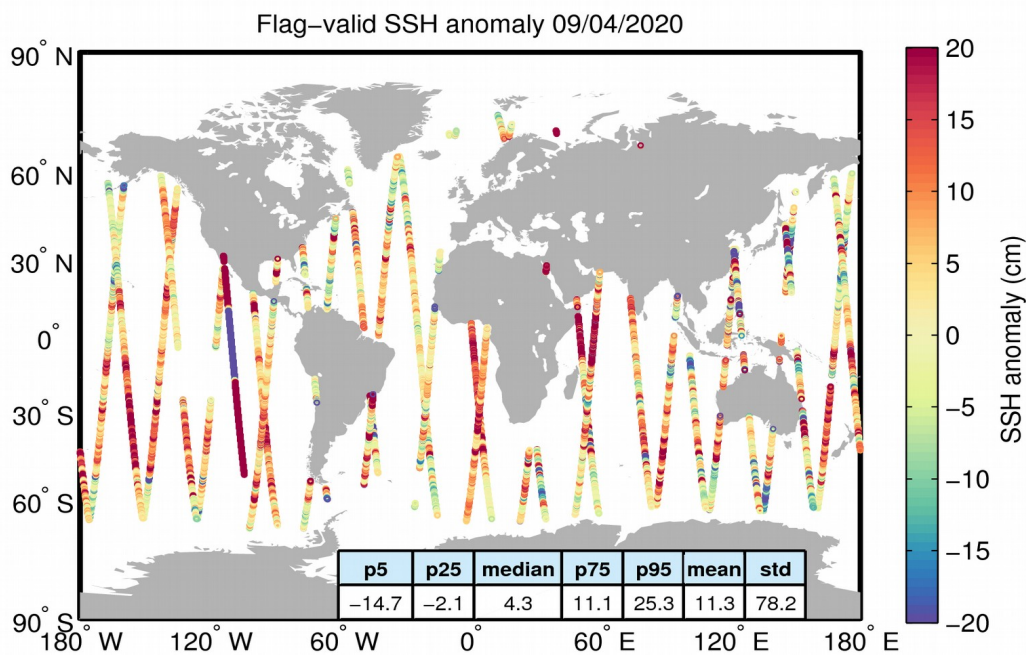 Flag−valid SSH anomaly 09/04/2020
90° N
60° N
30° N
0°
30° S
60° S
90° S
180° W
120° W
60° W
0°
60° E
120° E
180° E
p5 p25 median p75 p95 mean std
−14.7 −2.1 4.3 11.1 25.3 11.3 78.2
20
15
10
5
0
−5
−10
−15
−20
SSH anomaly (cm)